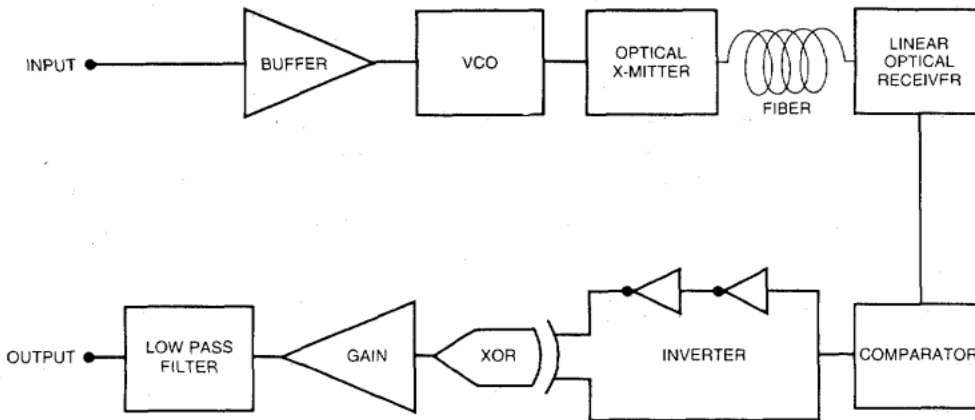 INPUT
BUFFER
VCO
OPTICAL
X-MITTER
FIBER
LINEAR
OPTICAL
RECEIVER
OUTPUT
LOW PASS
FILTER
GAIN
XOR
INVERTER
COMPARATOR